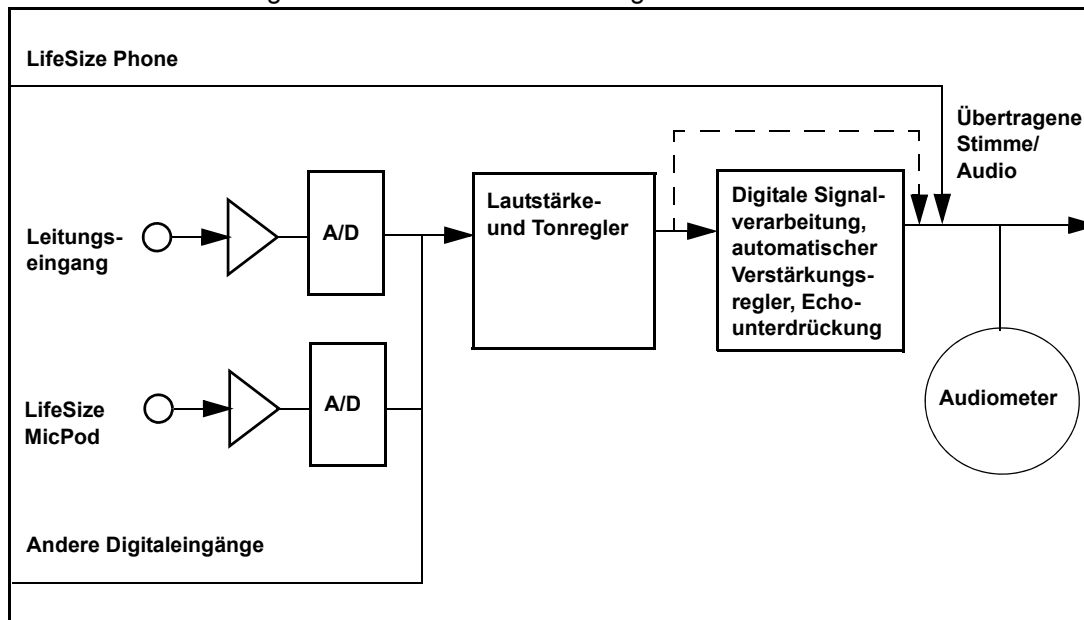 LifeSize Phone
Übertragene
Stimme/
Audio
Leitungs-
eingang
A/D
Lautstärke-
und Tonregler
Digitale Signal-
verarbeitung,
automatischer
Verstärkungs-
regler, Echo-
unterdrückung
LifeSize
MicPod
A/D
Audiometer
Andere Digitaleingänge